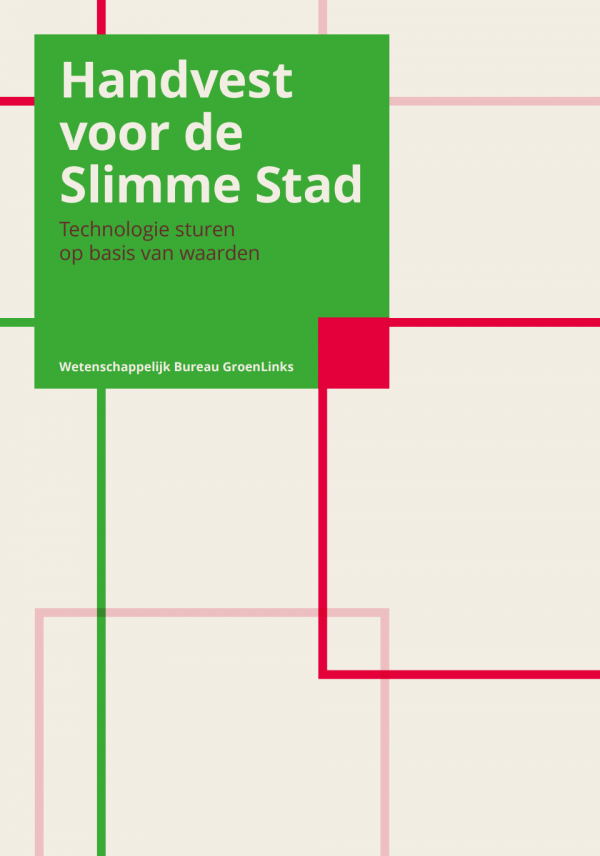 Handvest
voor de
Slimme Stad
Technologie sturen
op basis van waarden
Wetenschappelijk Bureau GroenLinks